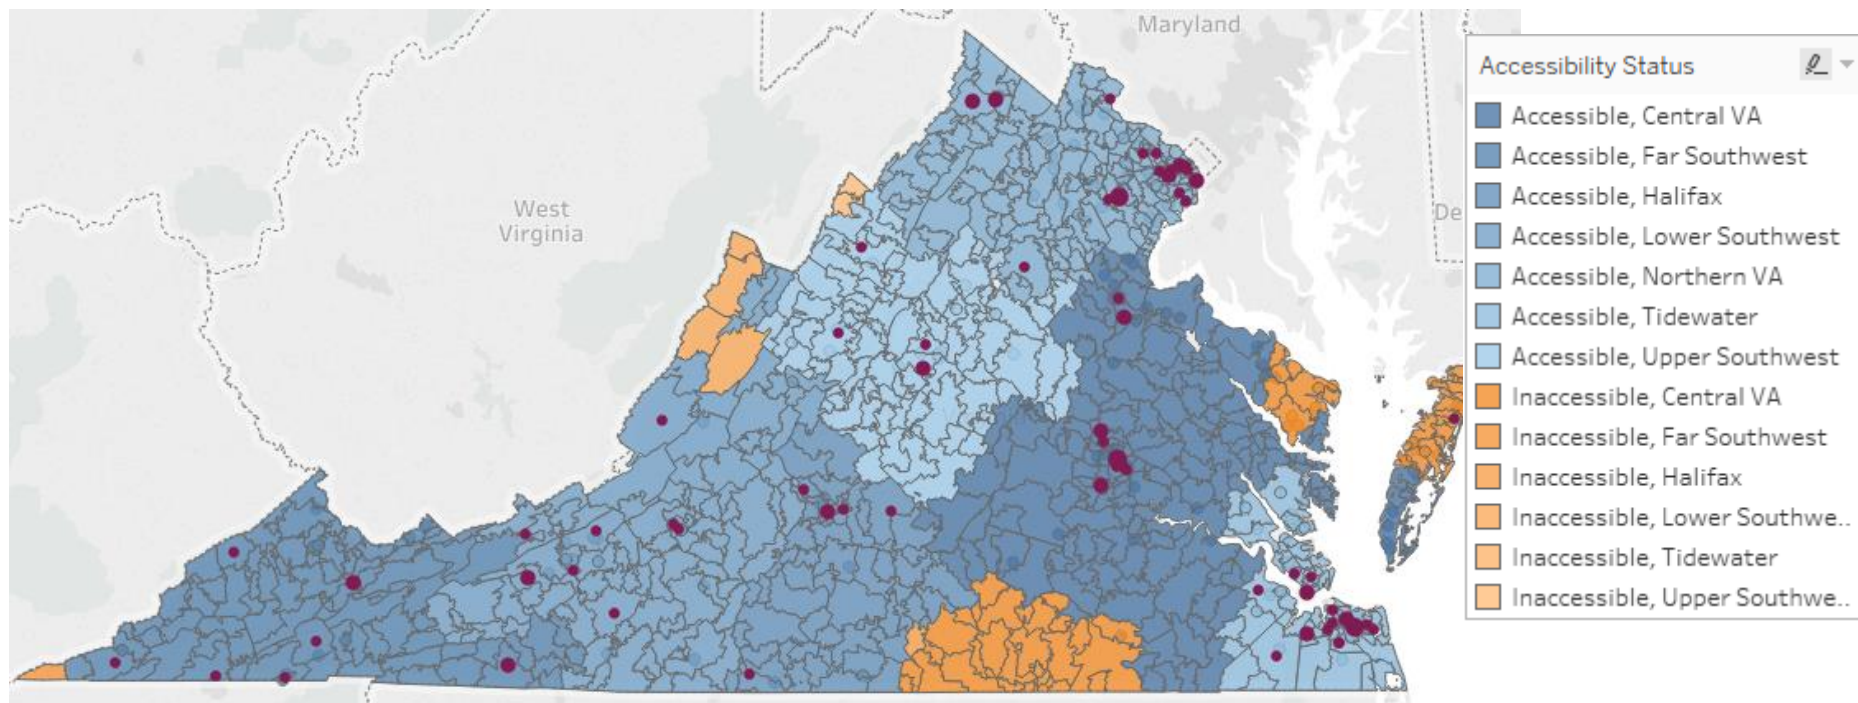 Maryland
West
Virginia
De
Accessibility Status
Accessible, Central VA
Accessible, Far Southwest
Accessible, Halifax
Accessible, Lower Southwest
Accessible, Northern VA
Accessible, Tidewater
Accessible, Upper Southwest
Inaccessible, Central VA
Inaccessible, Far Southwest
Inaccessible, Halifax
Inaccessible, Lower Southwe..
Inaccessible, Tidewater
Inaccessible, Upper Southwe..